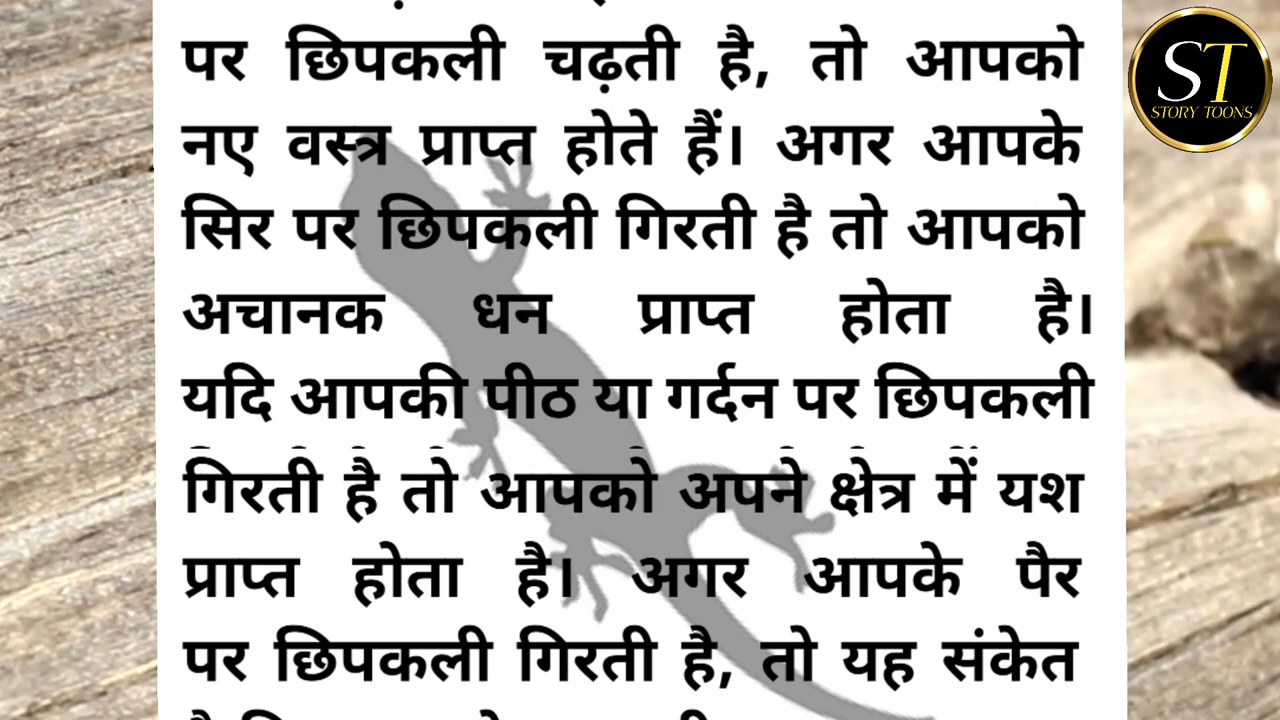 पर छिपकली चढ़ती है, तो आपको
नए वस्त्र प्राप्त होते हैं। अगर आपके
सिर पर छिपकली गिरती है तो आपको
अचानक धन प्राप्त होता है।
यदि आपकी पीठ या गर्दन पर छिपकली
गिरती है तो आपको अपने क्षेत्र में यश
प्राप्त होता है। अगर आपके पैर
पर छिपकली गिरती है, तो यह संकेत
ST
STORY TOONS